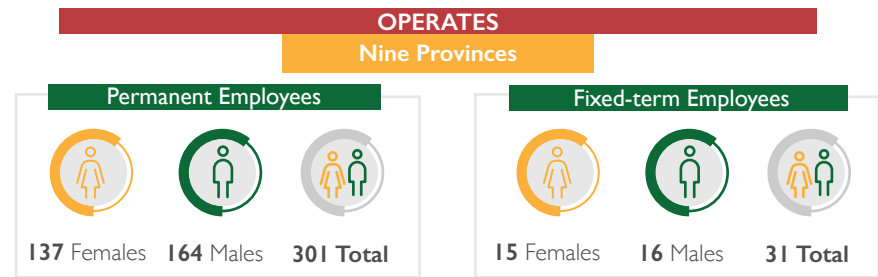 OPERATES
Nine Provinces
Permanent Employees
137 Females 164 Males 301 Total
Fixed-term Employees
15 Females 16 Males 31 Total